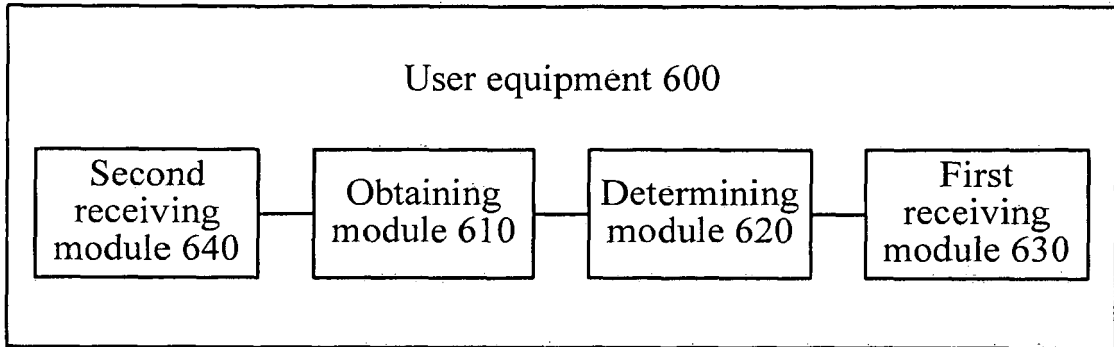 User equipment 600
Second
receiving
module 640
Obtaining
module 610
Determining
module 620
First
receiving
module 630